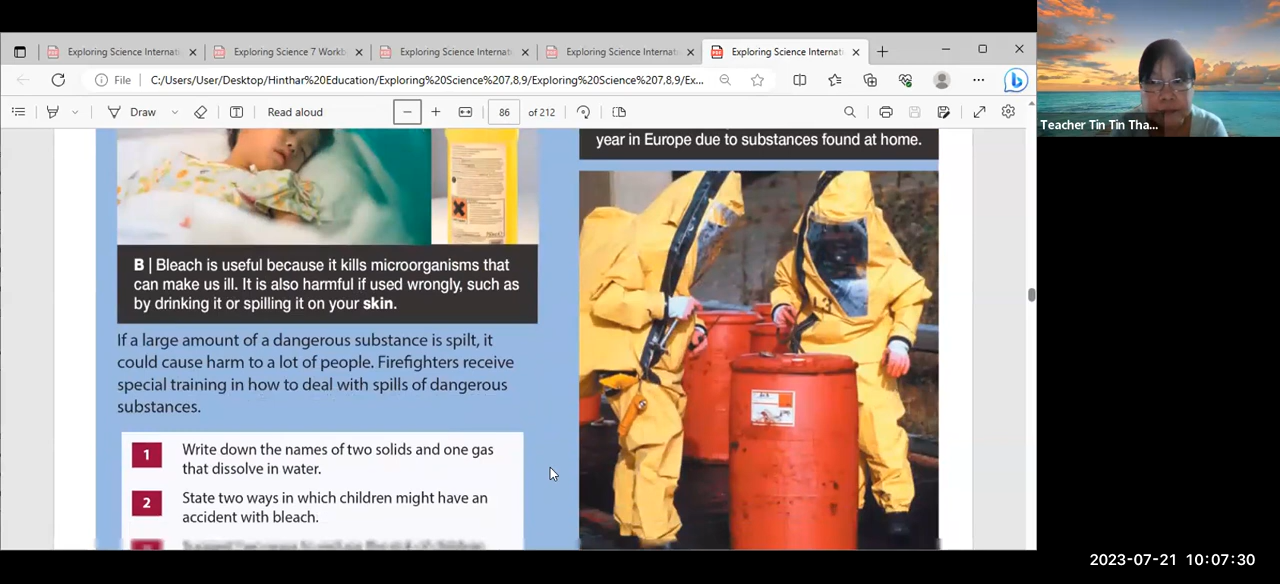 Exploring Science Internati
Exploring Science 7 Workb
Exploring Science Internati
Exploring Science Internati
Exploring Science Internati
File
C:/Users/User/Desktop/Hinthar%20Education/Exploring%20Science%207,8,9/Exploring%20Science%207,8,9/Ex...
Draw
Read aloud
86
of 212
Teacher Tin Tin Tha...
year in Europe due to substances found at home.
B | Bleach is useful because it kills microorganisms that
can make us ill. It is also harmful if used wrongly, such as
by drinking it or spilling it on your skin.
If a large amount of a dangerous substance is spilt, it
could cause harm to a lot of people. Firefighters receive
special training in how to deal with spills of dangerous
substances.
1
Write down the names of two solids and one gas
that dissolve in water.
2
State two ways in which children might have an
accident with bleach.
2023-07-21 10:07:30